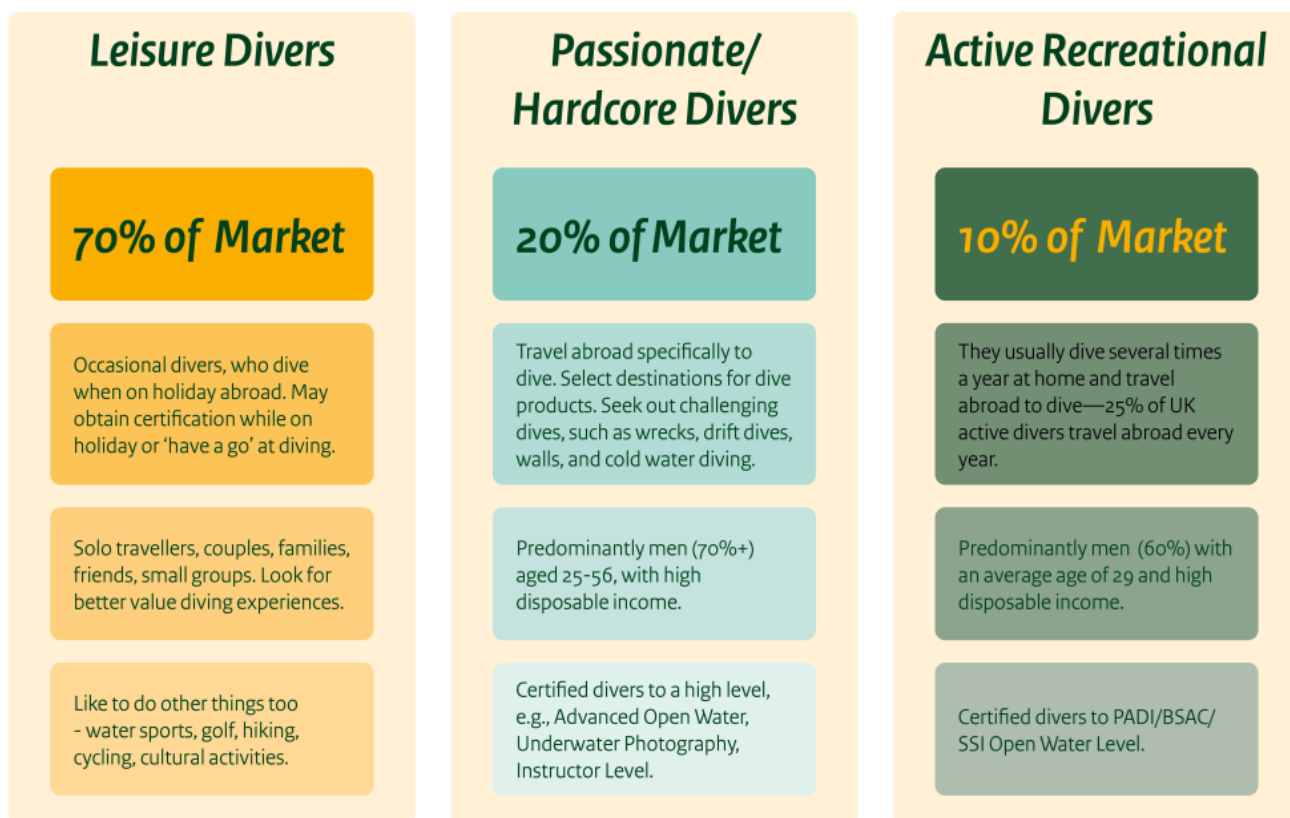 Leisure Divers
70% of Market
Occasional divers, who dive
when on holiday abroad. May
obtain certification while on
holiday or ‘have a go’ at diving.
Solo travellers, couples, families,
friends, small groups. Look for
better value diving experiences.
Like to do other things too
- water sports, golf, hiking,
cycling, cultural activities.
Passionate/
Hardcore Divers
20% of Market
Travel abroad specifically to
dive. Select destinations for dive
products. Seek out challenging
dives, such as wrecks, drift dives,
walls, and cold water diving.
Predominantly men (70%+)
aged 25-56, with high
disposable income.
Certified divers to a high level,
e.g., Advanced Open Water,
Underwater Photography,
Instructor Level.
Active Recreational
Divers
10% of Market
They usually dive several times
a year at home and travel
abroad to dive—25% of UK
active divers travel abroad every
year.
Predominantly men (60%) with
an average age of 29 and high
disposable income.
Certified divers to PADI/BSAC/
SSI Open Water Level.